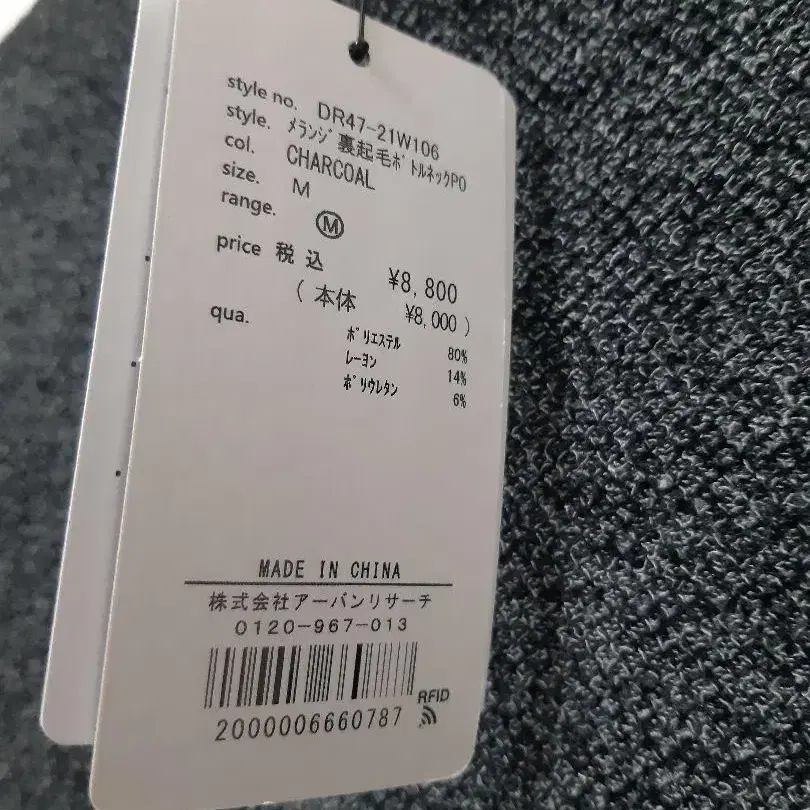 style no. DR47-21W106
style. ﾒﾗﾝｼﾞ裏起毛ﾎﾞﾄﾙﾈｯｸPO
col. CHARCOAL
size. M
range. Ⓜ
price 税込 ¥8,800
(本体 ¥8,000)
qua. ﾎﾟﾘｴｽﾃﾙ 80%
ﾚｰﾖﾝ 14%
ﾎﾟﾘｳﾚﾀﾝ 6%
MADE IN CHINA
株式会社アーバンリサーチ
0120-967-013
RFID
2000006660787